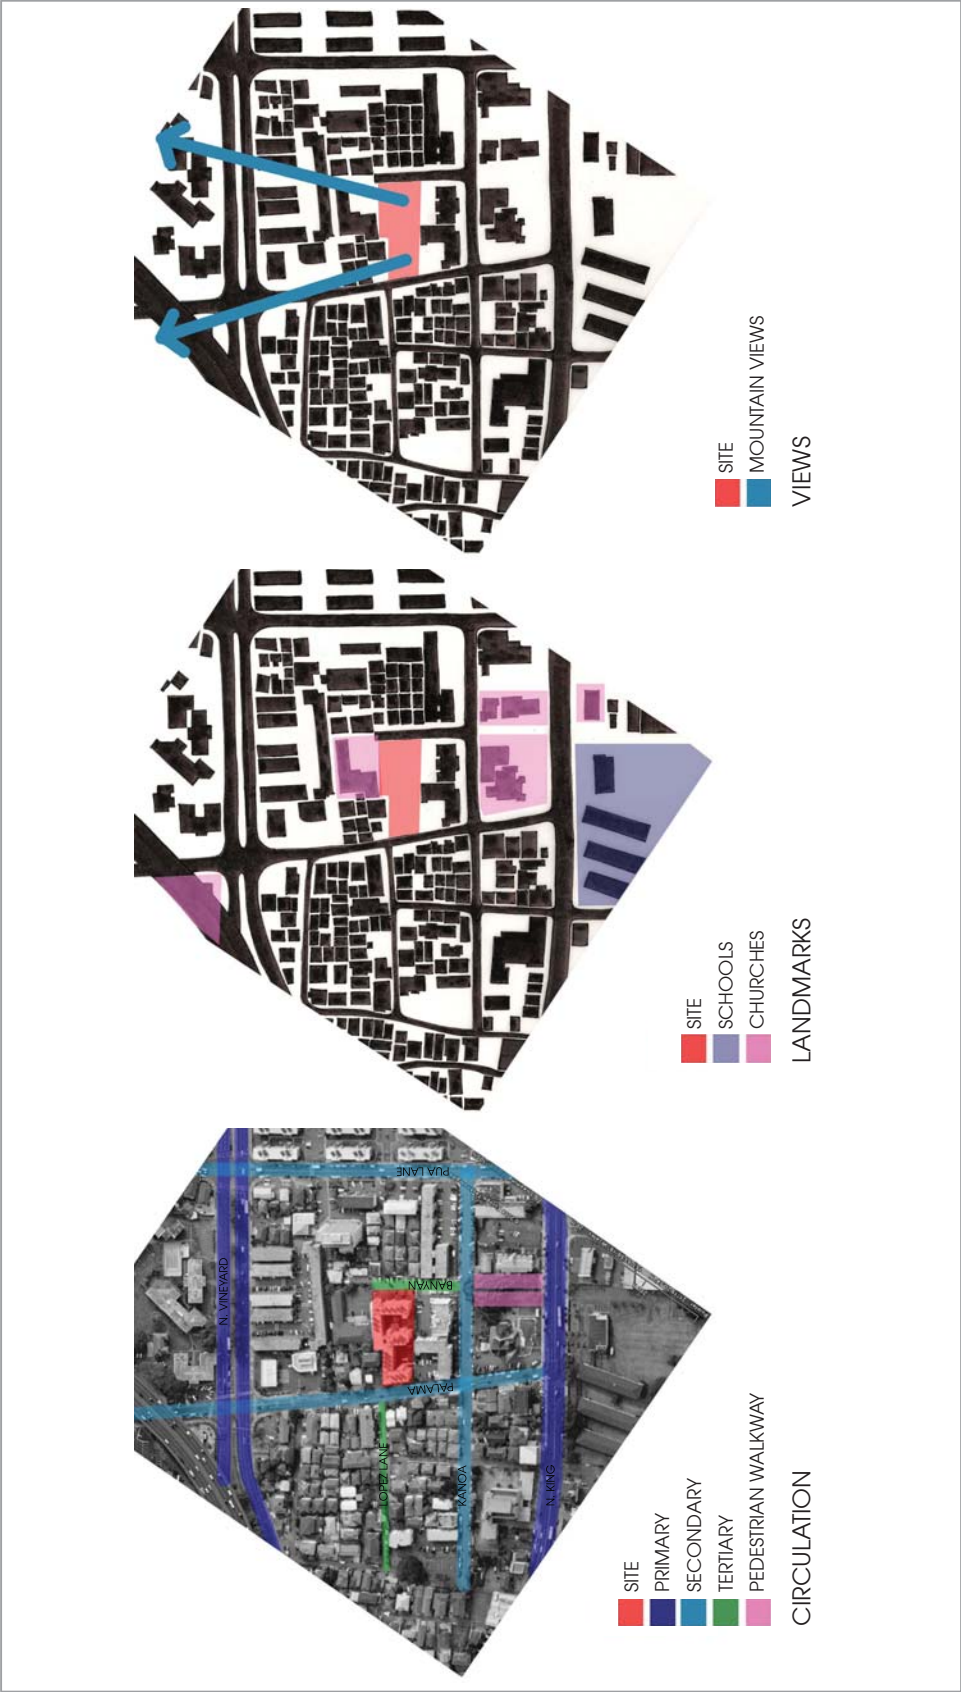 N. VINEYARD
PUA LANE
BANYAN
PALAMA
LOPEZ LANE
KANOA
N. KING
SITE
PRIMARY
SECONDARY
TERTIARY
PEDESTRIAN WALKWAY
CIRCULATION
SITE
SCHOOLS
CHURCHES
LANDMARKS
SITE
MOUNTAIN VIEWS
VIEWS